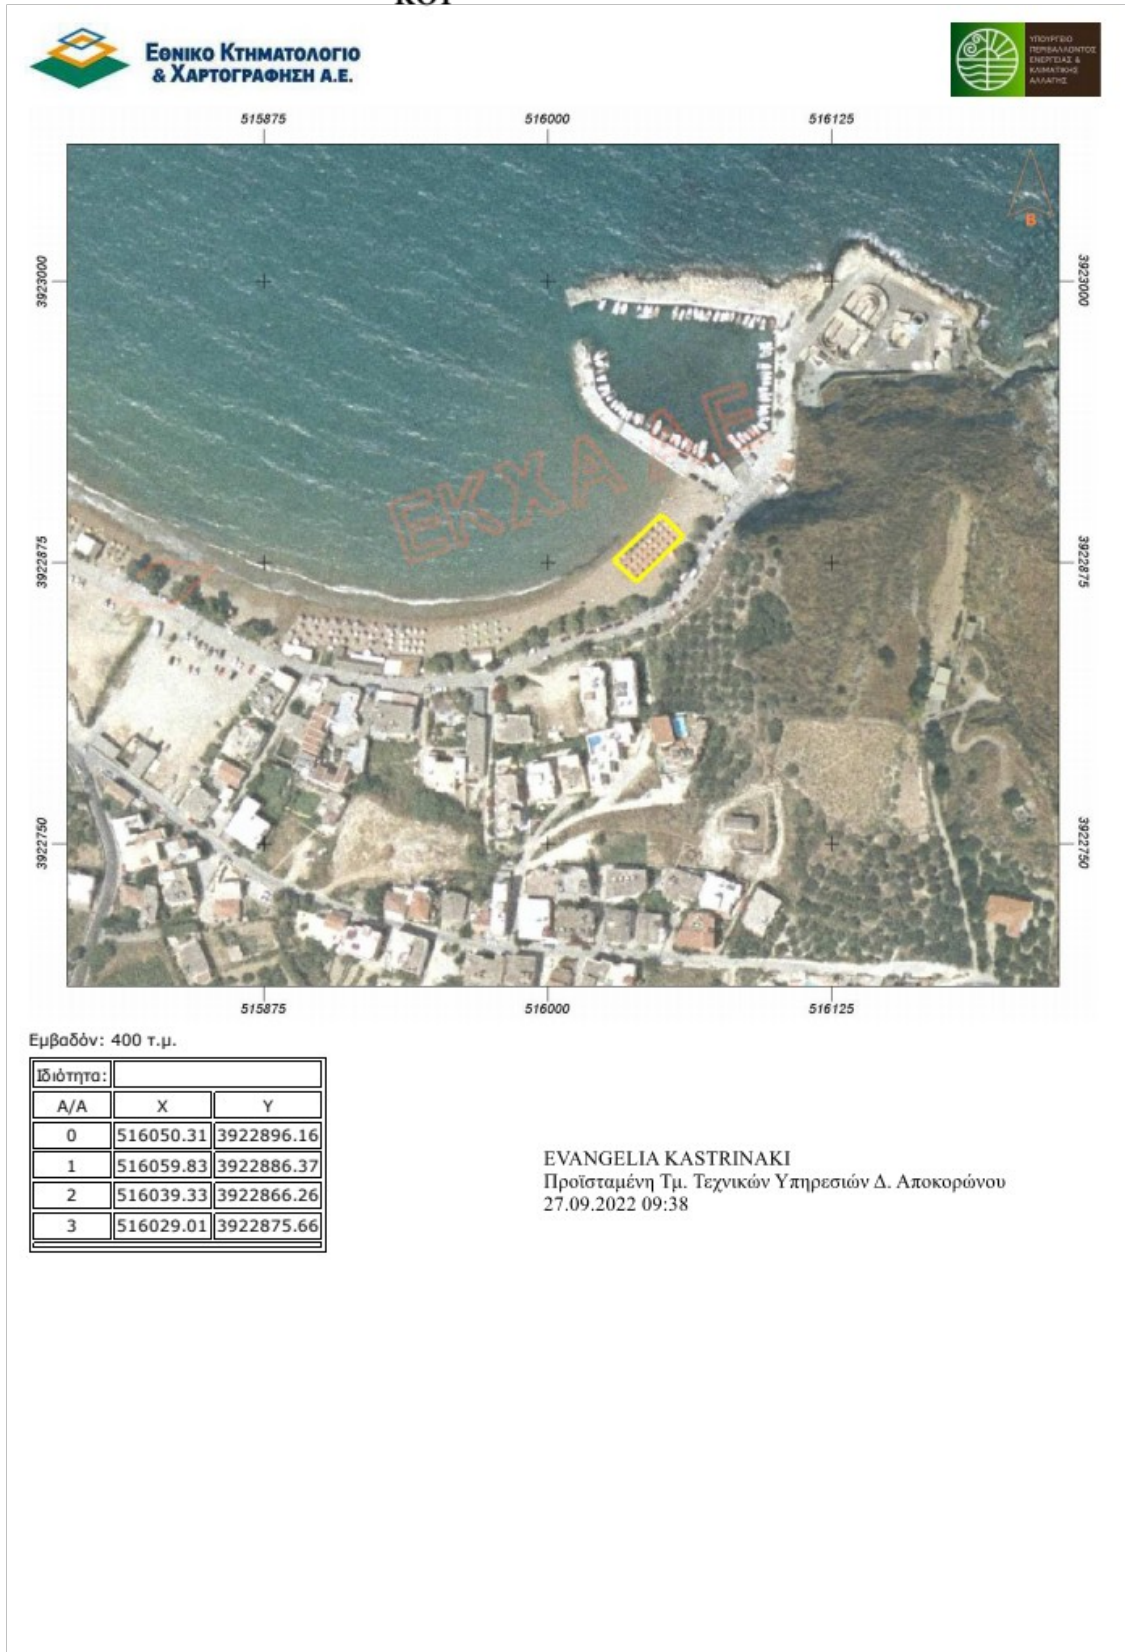 ΕΘΝΙΚΟ ΚΤΗΜΑΤΟΛΟΓΙΟ
& ΧΑΡΤΟΓΡΑΦΗΣΗ Α.Ε.
ΥΠΟΥΡΓΕΙΟ
ΠΕΡΙΒΑΛΛΟΝΤΟΣ
ΕΝΕΡΓΕΙΑΣ &
ΚΛΙΜΑΤΙΚΗΣ
ΑΛΛΑΓΗΣ
515875 516000 516125
Β
3923000 3923000
ΕΚΧΑ ΑΕ
3922875 3922875
3922750 3922750
515875 516000 516125
Εμβαδόν: 400 τ.μ.
Ιδιότητα:
Α/Α Χ Υ
0 516050.31 3922896.16
1 516059.83 3922886.37
2 516039.33 3922866.26
3 516029.01 3922875.66
EVANGELIA KASTRINAKI
Προϊσταμένη Τμ. Τεχνικών Υπηρεσιών Δ. Αποκορώνου
27.09.2022 09:38